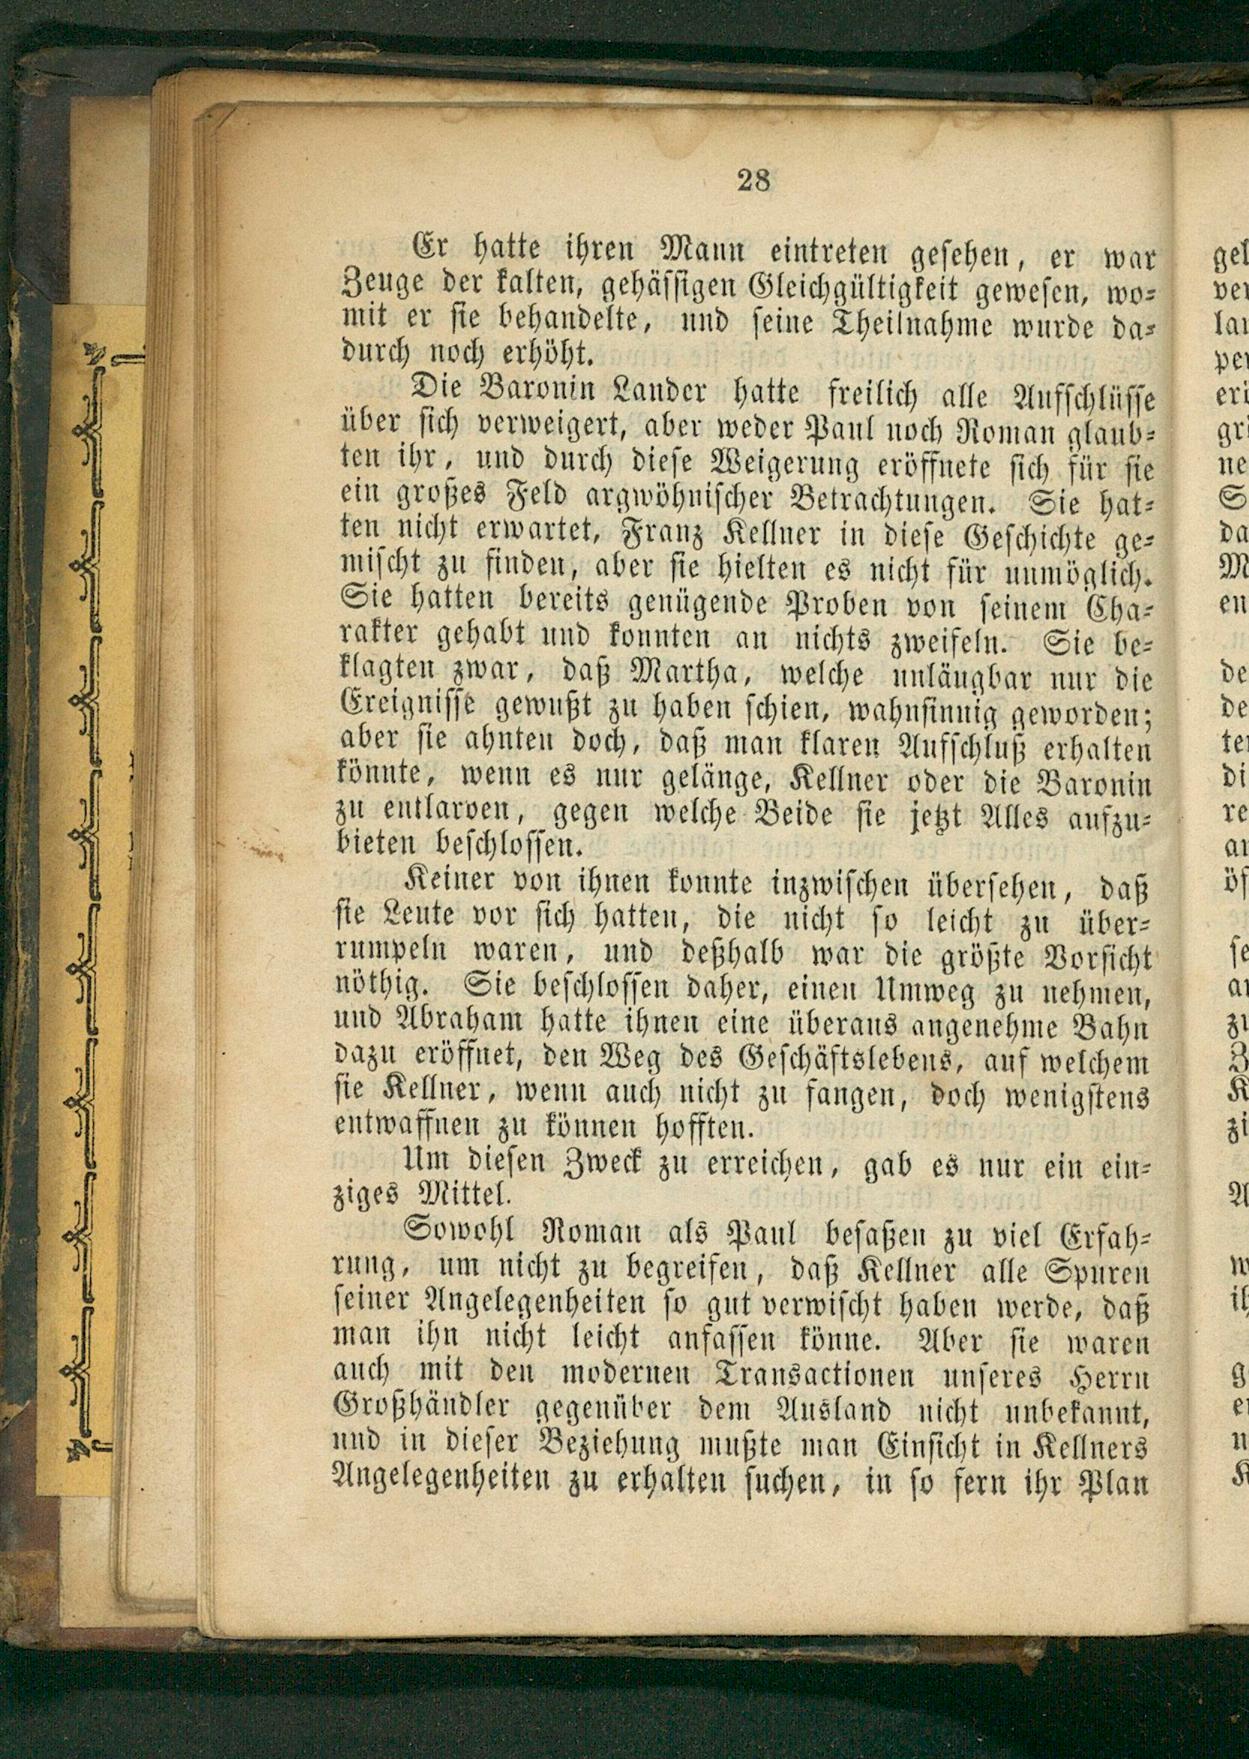 28
Er hatte ihren Mann eintreten gesehen, er war
Zeuge der kalten, gehässigen Gleichgültigkeit gewesen, wo-
mit er sie behandelte, und seine Theilnahme wurde da-
durch noch erhöht.
Die Baronin Lander hatte freilich alle Aufschlüsse
über sich verweigert, aber weder Paul noch Roman glaub-
ten ihr, und durch diese Weigerung eröffnete sich für sie
ein großes Feld argwöhnischer Betrachtungen. Sie hat-
ten nicht erwartet, Franz Kellner in diese Geschichte ge-
mischt zu finden, aber sie hielten es nicht für unmöglich.
Sie hatten bereits genügende Proben von seinem Cha-
rakter gehabt und konnten an nichts zweifeln. Sie be-
klagten zwar, daß Martha, welche unläugbar nur die
Ereignisse gewußt zu haben schien, wahnsinnig geworden;
aber sie ahnten doch, daß man klaren Aufschluß erhalten
könnte, wenn es nur gelänge, Kellner oder die Baronin
zu entlarven, gegen welche Beide sie jetzt Alles aufzu-
bieten beschlossen.
Keiner von ihnen konnte inzwischen übersehen, daß
sie Leute vor sich hatten, die nicht so leicht zu über-
rumpeln waren, und deßhalb war die größte Vorsicht
nöthig. Sie beschlossen daher, einen Umweg zu nehmen,
und Abraham hatte ihnen eine überaus angenehme Bahn
dazu eröffnet, den Weg des Geschäftslebens, auf welchem
sie Kellner, wenn auch nicht zu fangen, doch wenigstens
entwaffnen zu können hofften.
Um diesen Zweck zu erreichen, gab es nur ein ein-
ziges Mittel.
Sowohl Roman als Paul besaßen zu viel Erfah-
rung, um nicht zu begreifen, daß Kellner alle Spuren
seiner Angelegenheiten so gut verwischt haben werde, daß
man ihn nicht leicht anfassen könne. Aber sie waren
auch mit den modernen Transactionen unseres Herrn
Großhändler gegenüber dem Ausland nicht unbekannt,
und in dieser Beziehung mußte man Einsicht in Kellners
Angelegenheiten zu erhalten suchen, in so fern ihr Plan